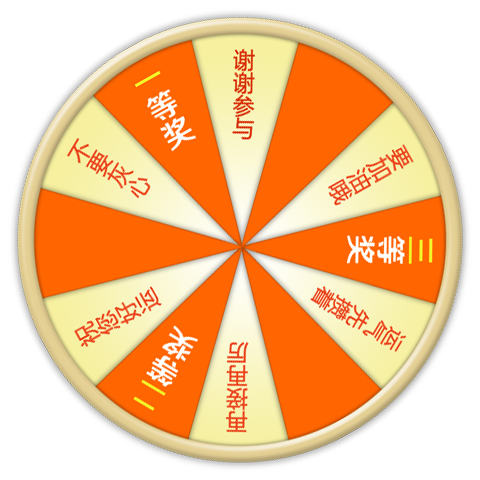 谢谢参与
要加油哦
三等奖
运气先攒着
再接再厉
二等奖
祝您好运
不要灰心
一等奖